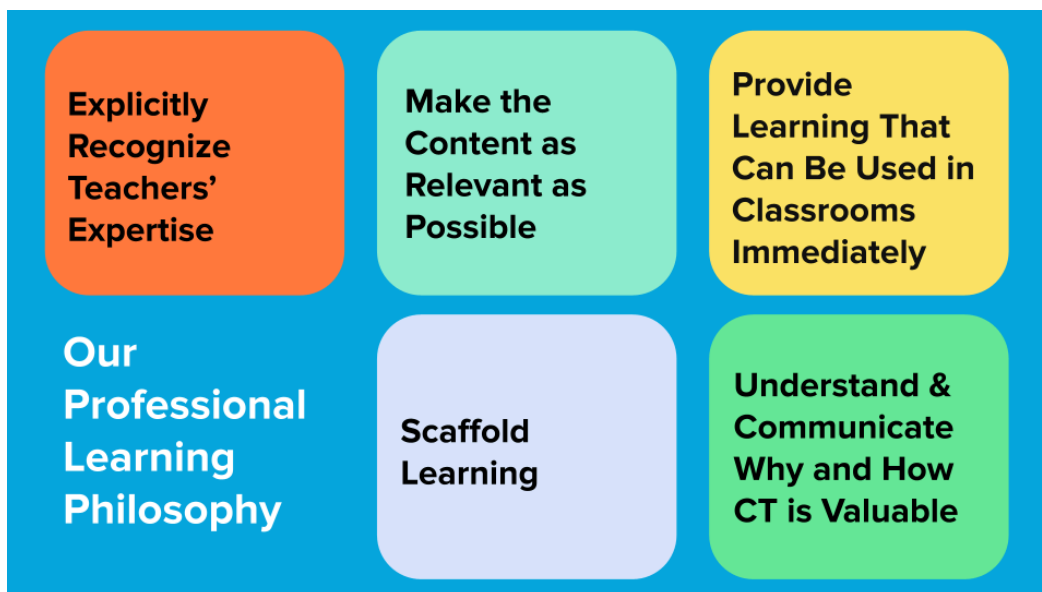 Explicitly
Recognize
Teachers’
Expertise
Make the
Content as
Relevant as
Possible
Provide
Learning That
Can Be Used in
Classrooms
Immediately
Our
Professional
Learning
Philosophy
Scaffold
Learning
Understand &
Communicate
Why and How
CT is Valuable